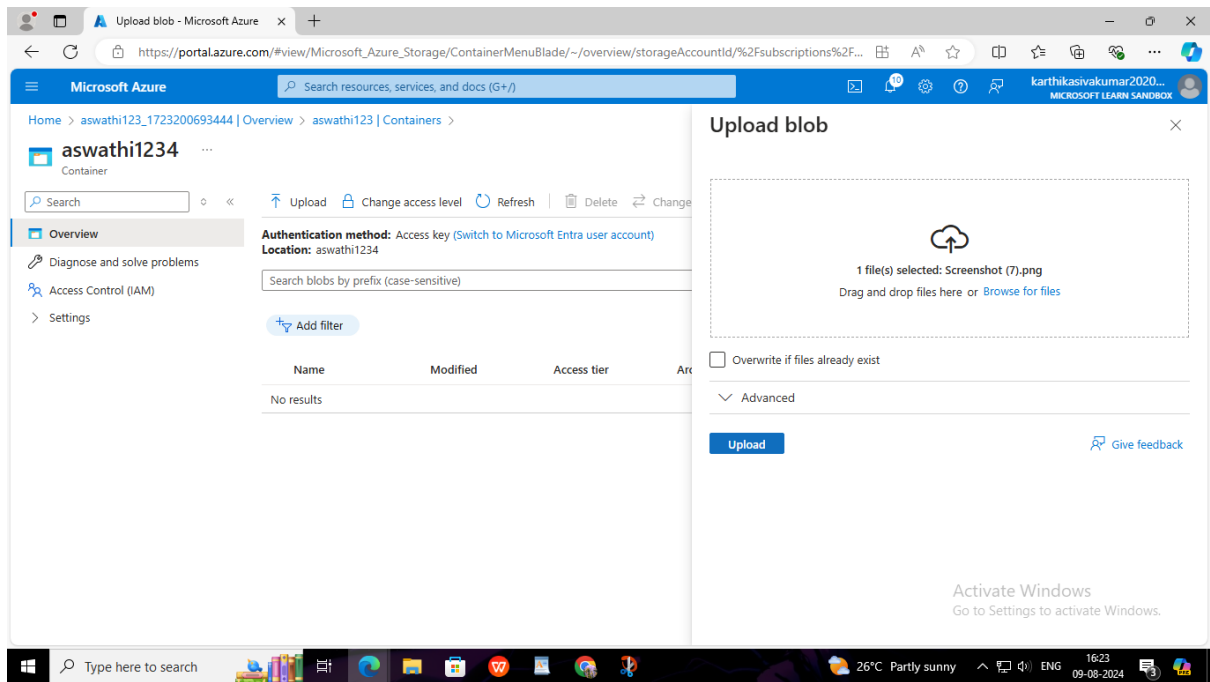 Upload blob - Microsoft Azure
https://portal.azure.com/#view/Microsoft_Azure_Storage/ContainerMenuBlade/~/overview/storageAccountId/%2Fsubscriptions%2F...
Microsoft Azure
Search resources, services, and docs (G+/)
10
karthikasivakumar2020...
MICROSOFT LEARN SANDBOX
Home > aswathi123_1723200693444 | Overview > aswathi123 | Containers >
aswathi1234 ...
Container
Search
Overview
Diagnose and solve problems
Access Control (IAM)
Settings
Upload Change access level Refresh Delete Change
Authentication method: Access key (Switch to Microsoft Entra user account)
Location: aswathi1234
Search blobs by prefix (case-sensitive)
Add filter
Name Modified Access tier Arc
No results
Upload blob
1 file(s) selected: Screenshot (7).png
Drag and drop files here or Browse for files
Overwrite if files already exist
Advanced
Upload Give feedback
Activate Windows
Go to Settings to activate Windows.
Type here to search
26°C Partly sunny
ENG
16:23
09-08-2024
3